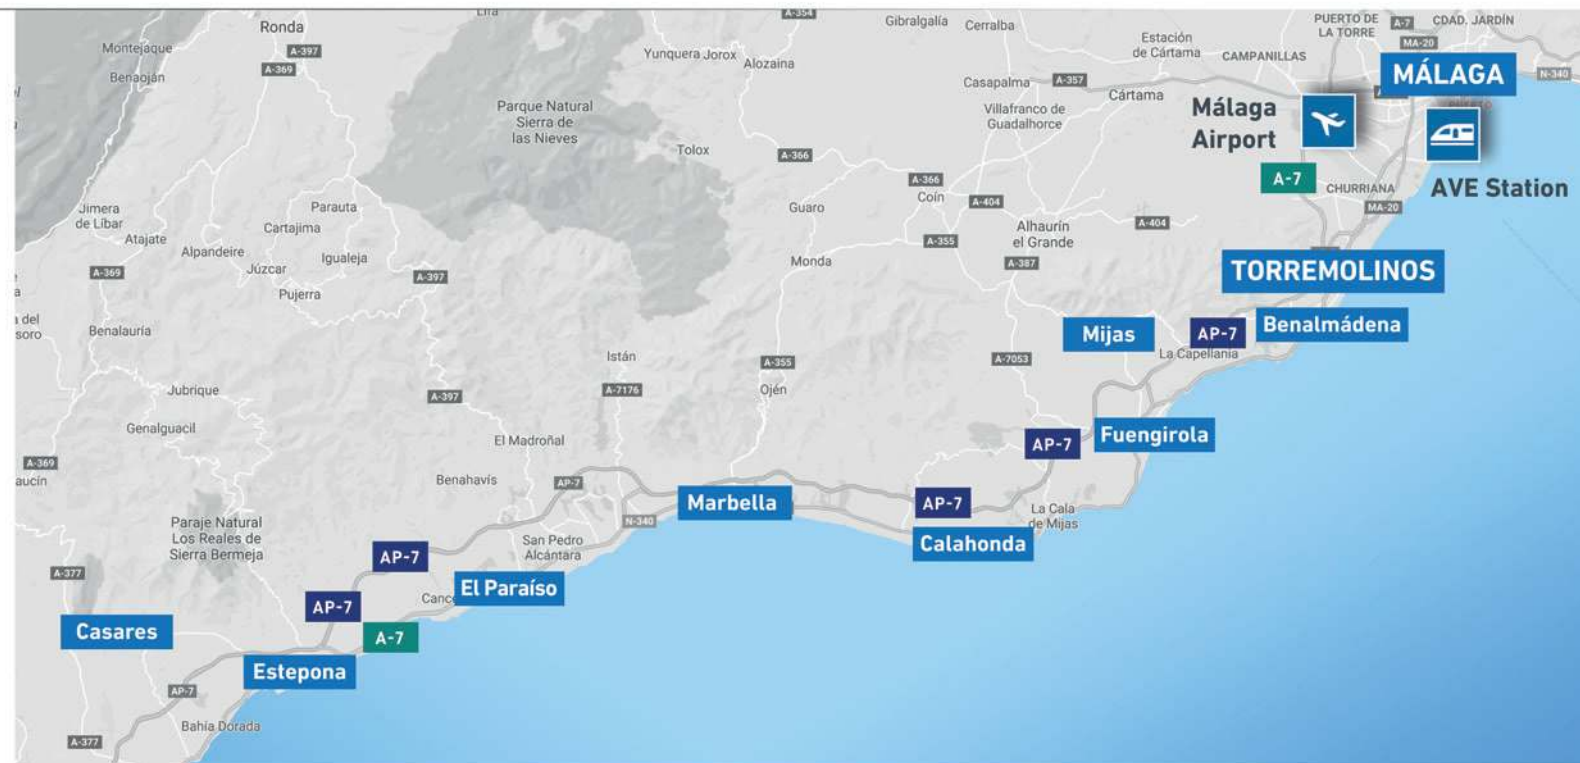 Lifa
A-354
Gibralgalía
Cerralba
PUERTO DE
LA TORRE
A-7
CDAD. JARDÍN
Ronda
Montejaque
A-397
A-369
Benaoján
Yunquera
Jorox
Alozaina
Estación
de Cártama
CAMPANILLAS
MA-20
N-340
MÁLAGA
Casapalma
A-357
Cártama
Villafranco de
Guadalhorce
Málaga
Airport
AVE Station
Parque Natural
Sierra de
las Nieves
Tolox
A-366
A-366
Coín
A-404
A-7
CHURRIANA
MA-20
Jimera
de Líbar
Parauta
Cartajima
Atajate
Alpandeire
Igualeja
Júzcar
Pujerra
A-369
A-397
Guaro
Monda
A-355
Alhaurín
el Grande
A-404
A-387
TORREMOLINOS
a del
soro
Benalauría
Istán
A-355
A-7053
Mijas
AP-7
Benalmádena
La Capellanía
Jubrique
A-397
A-7176
Ojén
Genalguacil
El Madroñal
Fuengirola
AP-7
A-369
aucín
Benahavís
AP-7
Marbella
AP-7
La Cala
de Mijas
Paraje Natural
Los Reales de
Sierra Bermeja
N-340
San Pedro
Alcántara
Calahonda
AP-7
A-377
Canc
El Paraíso
AP-7
Casares
A-7
Estepona
AP-7
Bahía Dorada
A-377